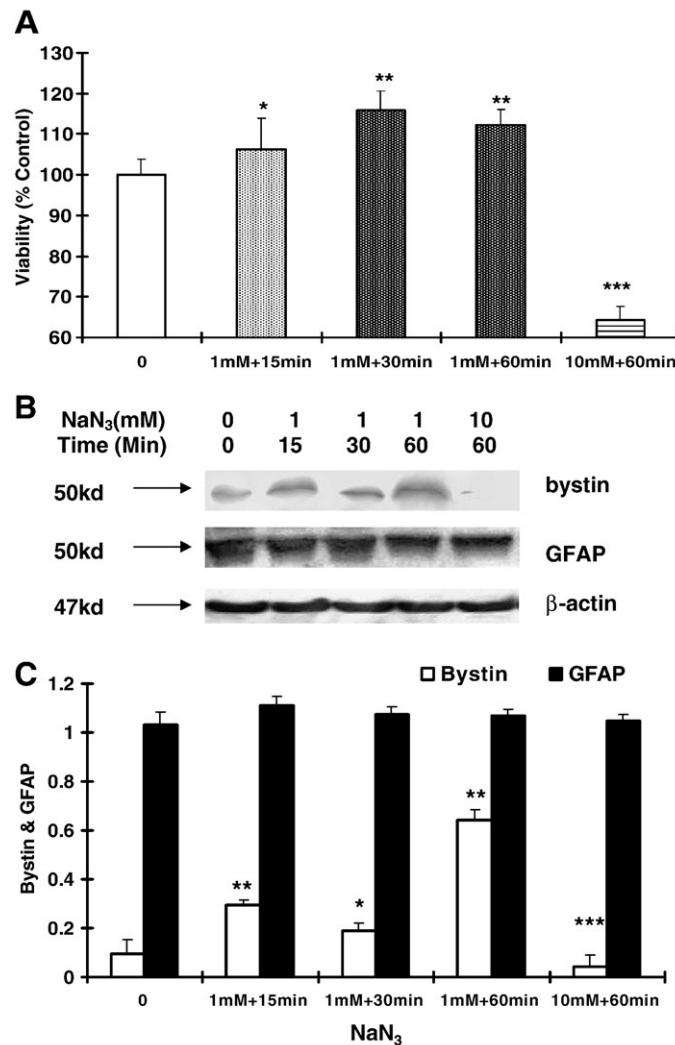 A
Viability (% Control)
130
120
110
100
90
80
70
60
*
**
**
***
0 1mM+15min 1mM+30min 1mM+60min 10mM+60min
B
NaN₃(mM) 0 1 1 1 10
Time (Min) 0 15 30 60 60
50kd bystin
50kd GFAP
47kd β-actin
C
Bystin GFAP
Bystin & GFAP
1.2
1
0.8
0.6
0.4
0.2
0
**
*
**
***
0 1mM+15min 1mM+30min 1mM+60min 10mM+60min
NaN₃